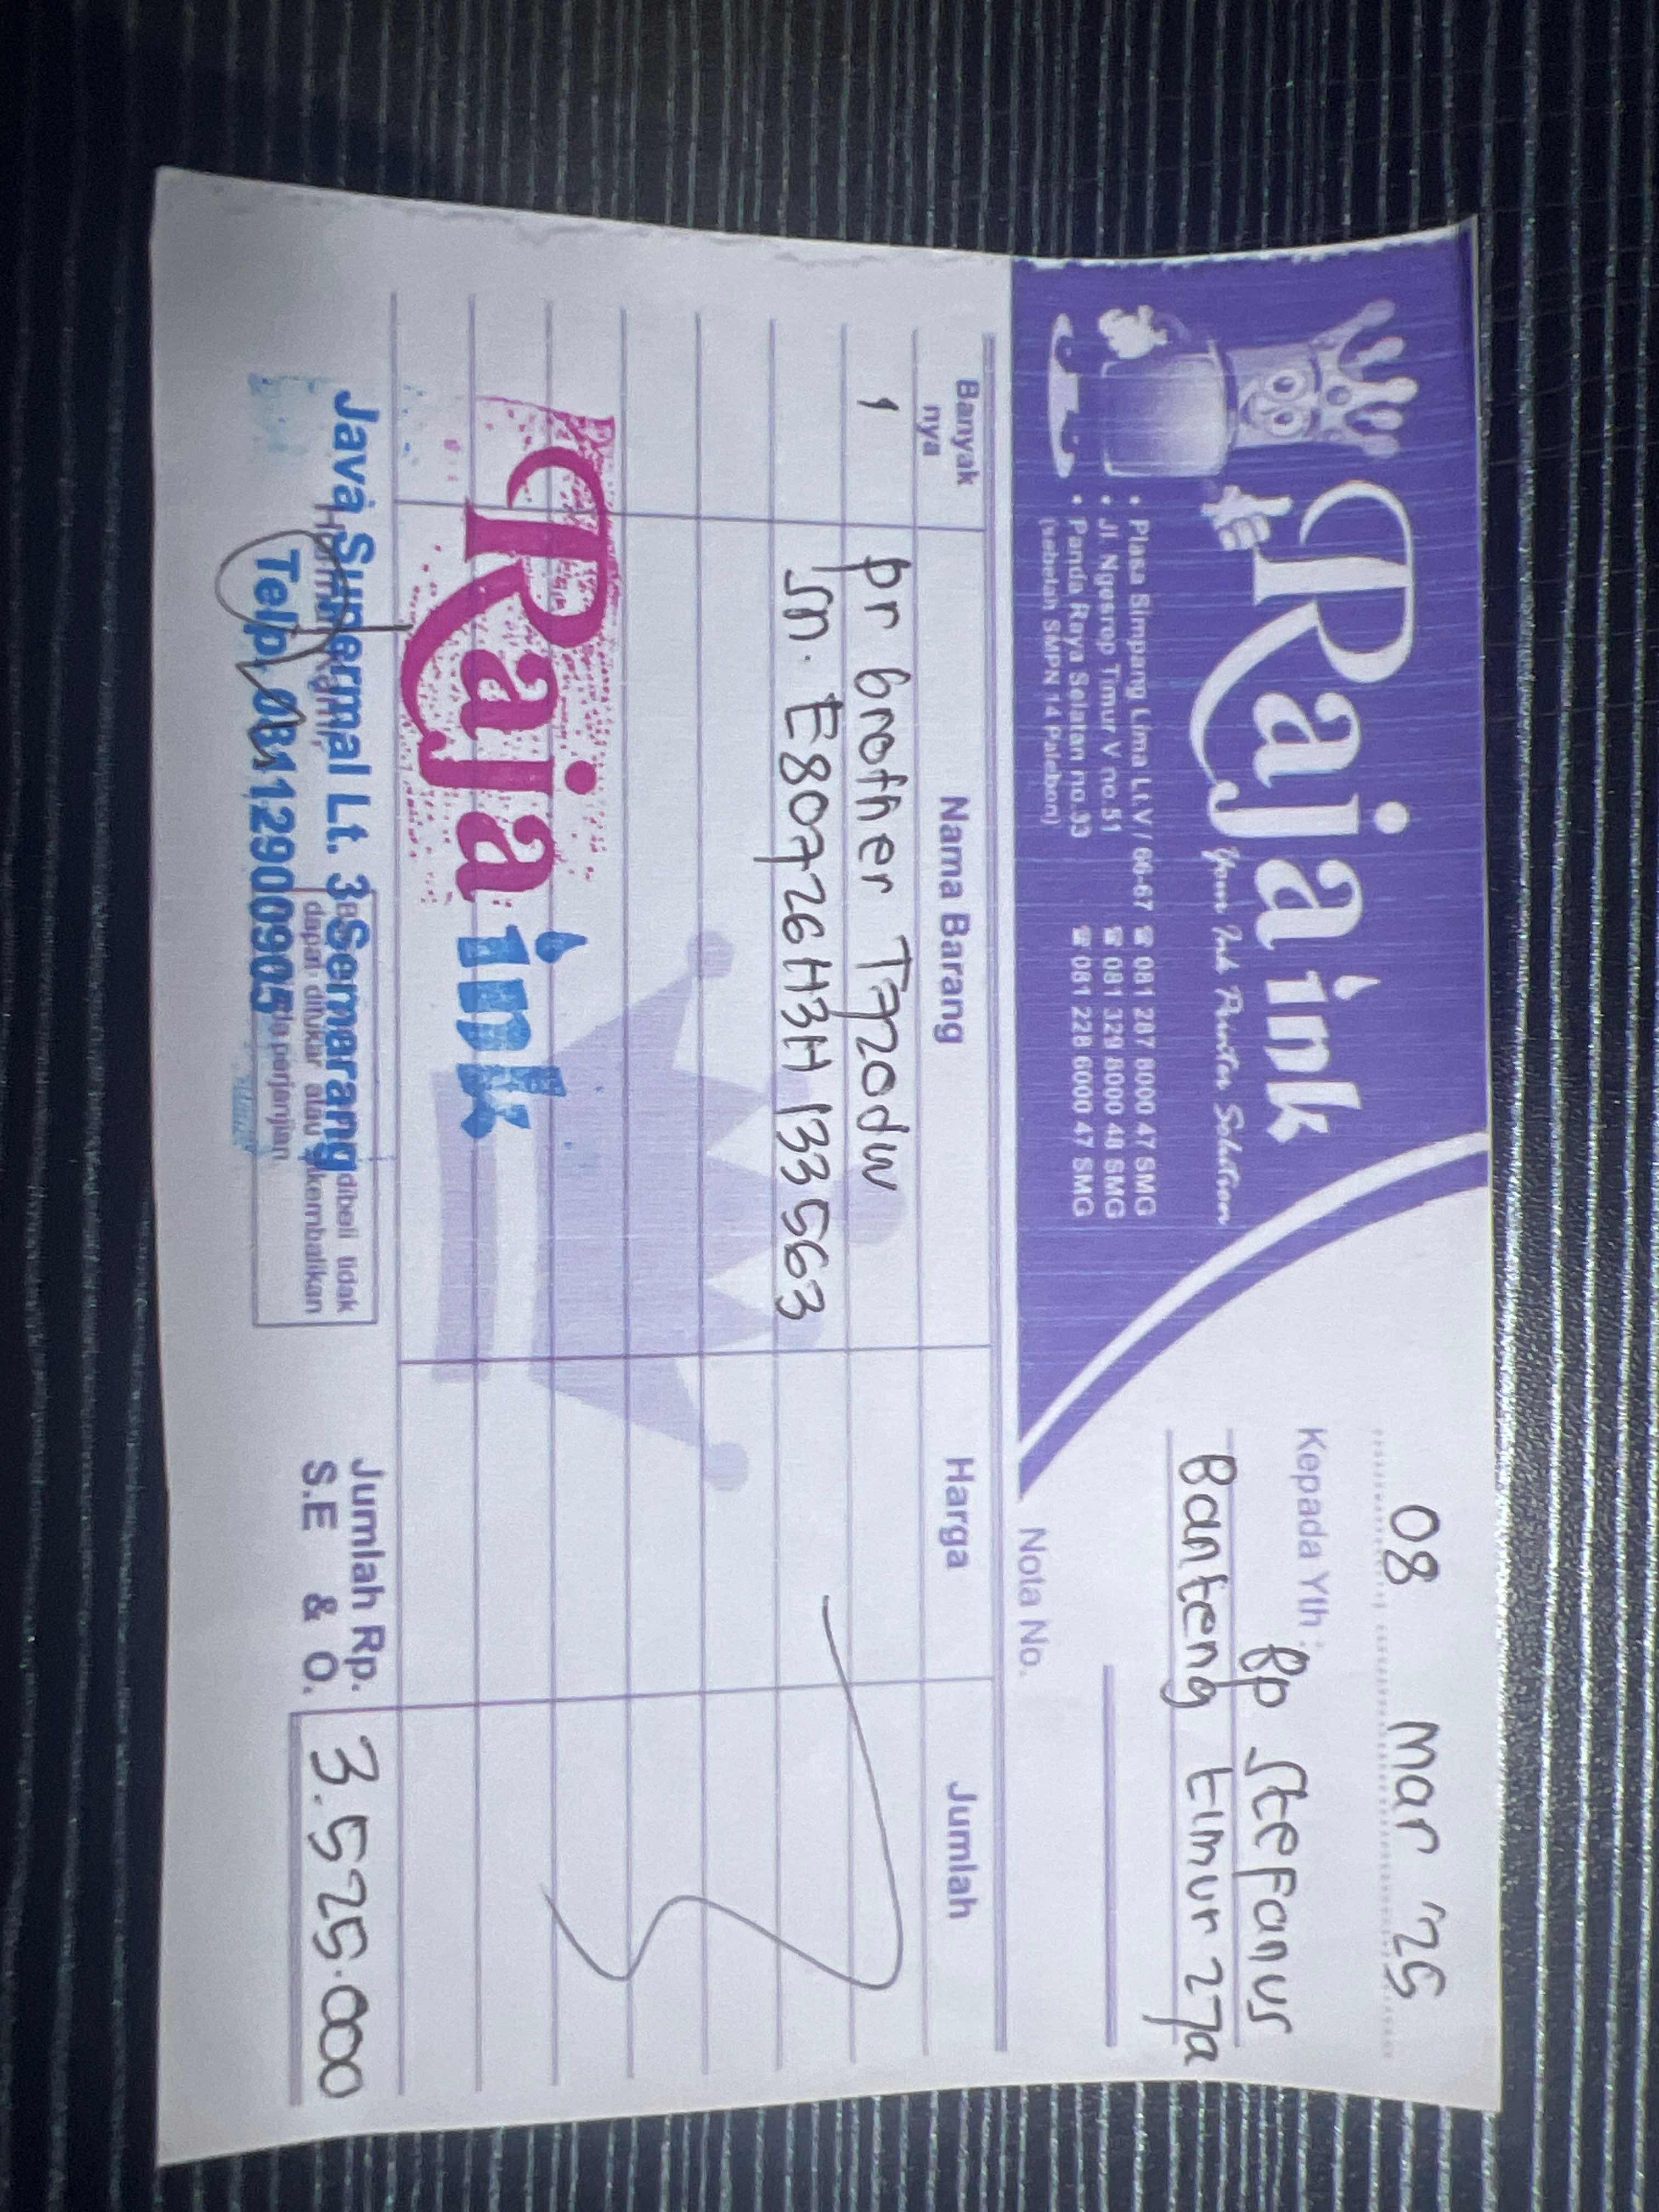 Raja ink
Your Ink Printer Solution
• Plasa Simpang Lima Lt.V / 66-67 ☎ 081 287 8000 47 SMG
• Jl. Ngesrep Timur V no.51 ☎ 081 329 8000 48 SMG
• Panda Raya Selatan no.33 ☎ 081 228 6000 47 SMG
(sebelah SMPN 14 Palebon)
08 Mar '25
Kepada Yth :
Bp Stefanus
Banteng timur 27a
Nota No.
Banyak nya Nama Barang Harga Jumlah
1 pr brother T720dw
sn. E80726H3H133563
Raja ink
Java Supermal Lt. 3 Semarang
Telp. 081129009005
dibeli tidak
dapat ditukar atau dikembalikan
perjanjian
Jumlah Rp. 3.525.000
S.E & O.